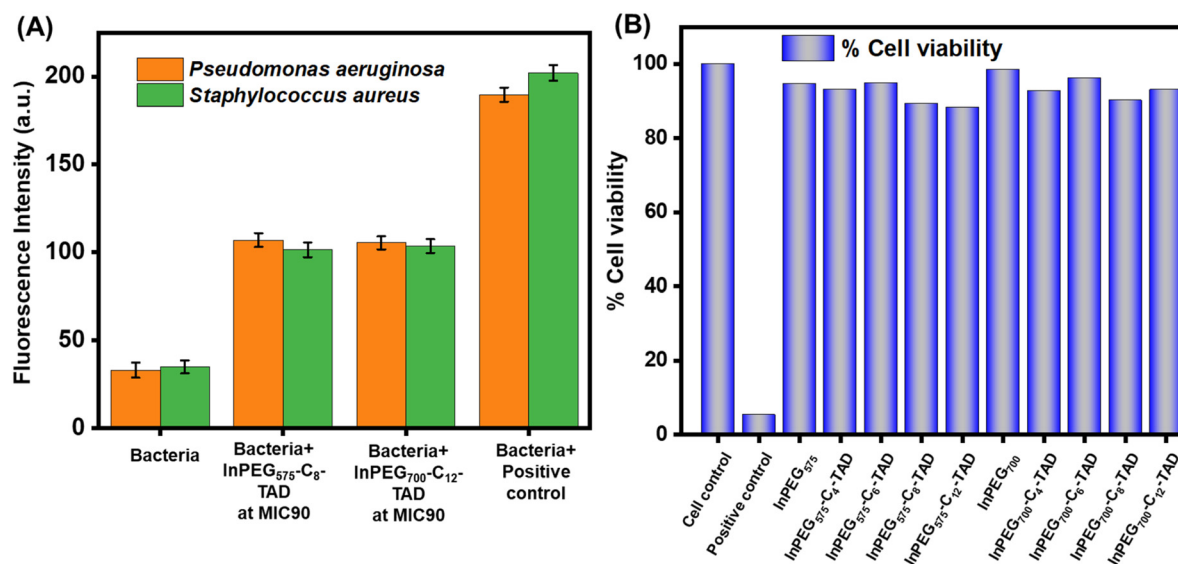 (A)
Fluorescence Intensity (a.u.)
200
150
100
50
0
Pseudomonas aeruginosa
Staphylococcus aureus
Bacteria
Bacteria+
InPEG₅₇₅-C₈-
TAD
at MIC90
Bacteria+
InPEG₇₀₀-C₁₂-
TAD
at MIC90
Bacteria+
Positive
control
(B)
% Cell viability
100
80
60
40
20
0
% Cell viability
Cell control
Positive control
InPEG₅₇₅
InPEG₅₇₅-C₄-TAD
InPEG₅₇₅-C₆-TAD
InPEG₅₇₅-C₈-TAD
InPEG₅₇₅-C₁₂-TAD
InPEG₇₀₀
InPEG₇₀₀-C₄-TAD
InPEG₇₀₀-C₆-TAD
InPEG₇₀₀-C₈-TAD
InPEG₇₀₀-C₁₂-TAD